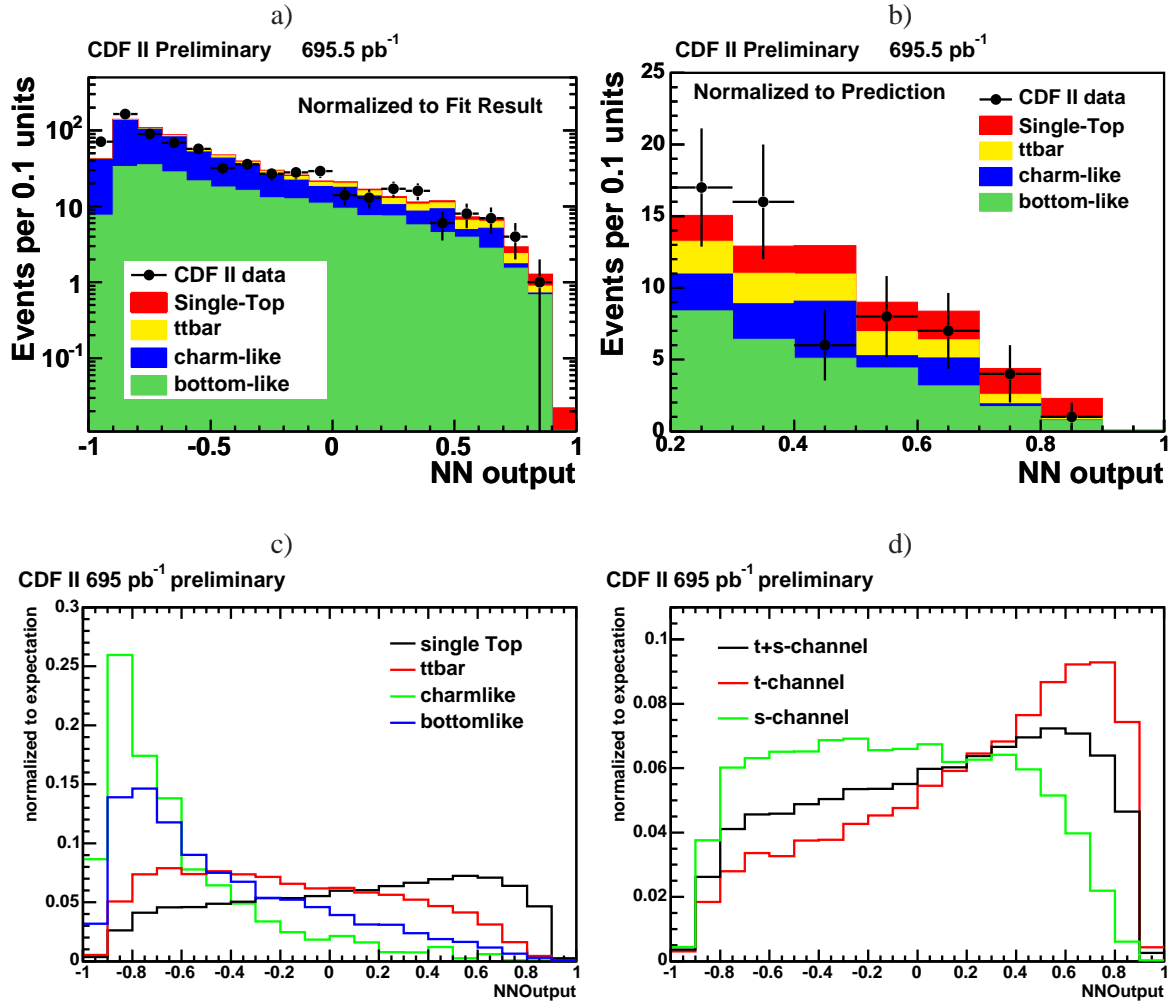 a)
CDF II Preliminary 695.5 pb-1
Normalized to Fit Result
Events per 0.1 units
10^2
10
1
10^-1
CDF II data
Single-Top
ttbar
charm-like
bottom-like
-1 -0.5 0 0.5 1
NN output
b)
CDF II Preliminary 695.5 pb-1
Normalized to Prediction
Events per 0.1 units
25
20
15
10
5
0
CDF II data
Single-Top
ttbar
charm-like
bottom-like
0.2 0.4 0.6 0.8 1
NN output
c)
CDF II 695 pb-1 preliminary
normalized to expectation
0.3
0.25
0.2
0.15
0.1
0.05
0
single Top
ttbar
charmlike
bottomlike
-1 -0.8 -0.6 -0.4 -0.2 0 0.2 0.4 0.6 0.8 1
NNOutput
d)
CDF II 695 pb-1 preliminary
normalized to expectation
0.1
0.08
0.06
0.04
0.02
0
t+s-channel
t-channel
s-channel
-1 -0.8 -0.6 -0.4 -0.2 0 0.2 0.4 0.6 0.8 1
NNOutput